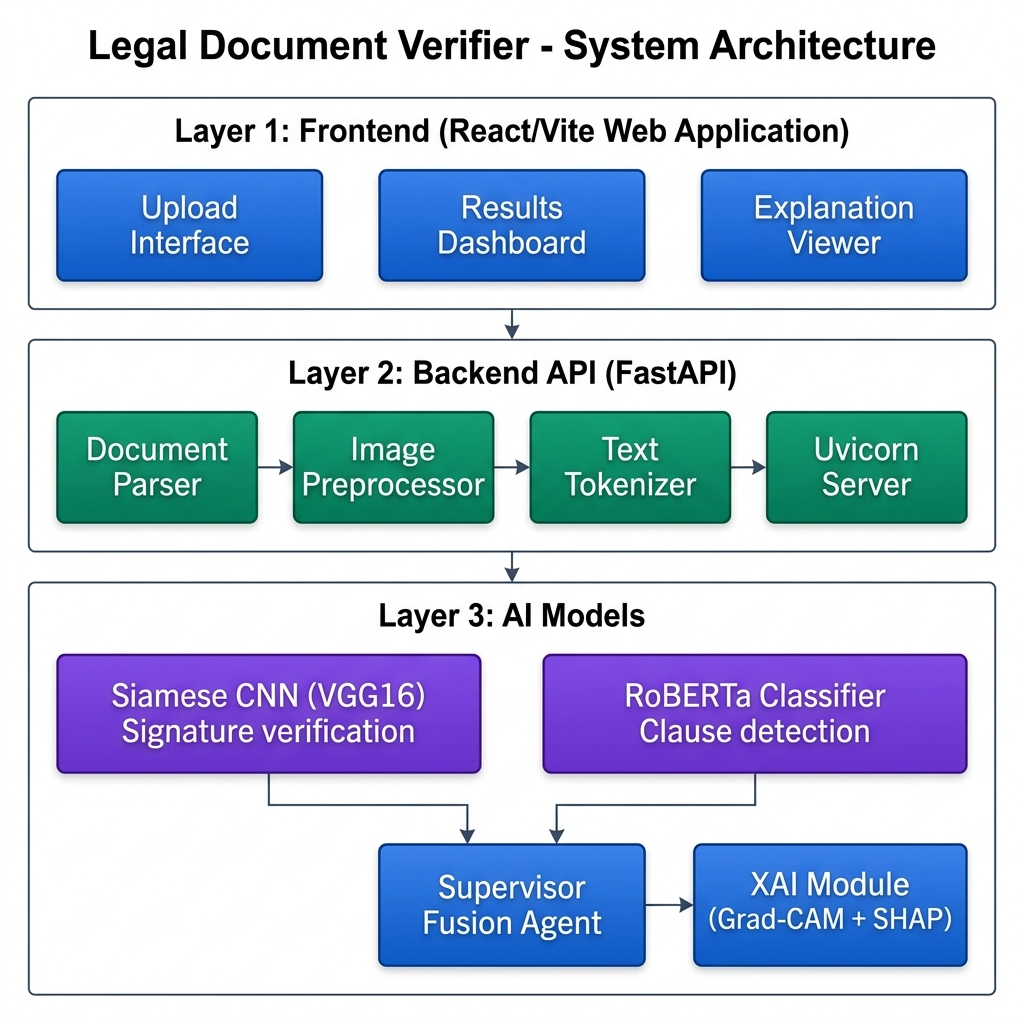 Legal Document Verifier - System Architecture
Layer 1: Frontend (React/Vite Web Application)
Upload
Interface
Results
Dashboard
Explanation
Viewer
Layer 2: Backend API (FastAPI)
Document
Parser
Image
Preprocessor
Text
Tokenizer
Uvicorn
Server
Layer 3: AI Models
Siamese CNN (VGG16)
Signature verification
RoBERTa Classifier
Clause detection
Supervisor
Fusion Agent
XAI Module
(Grad-CAM + SHAP)